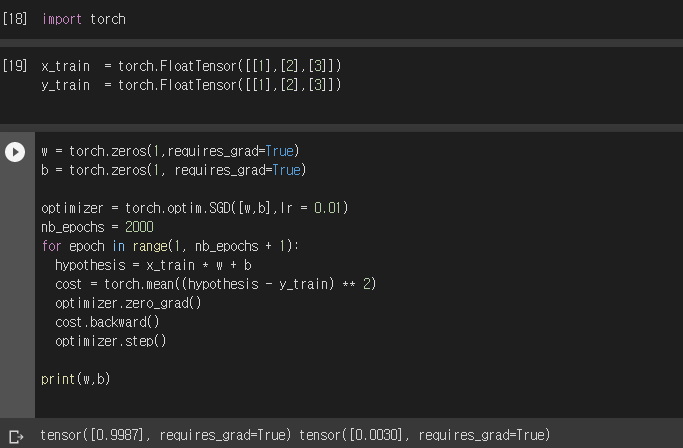 [18] import torch
[19] x_train  = torch.FloatTensor([[1],[2],[3]])
y_train  = torch.FloatTensor([[1],[2],[3]])
w = torch.zeros(1,requires_grad=True)
b = torch.zeros(1, requires_grad=True)
optimizer = torch.optim.SGD([w,b],lr = 0.01)
nb_epochs = 2000
for epoch in range(1, nb_epochs + 1):
  hypothesis = x_train * w + b
  cost = torch.mean((hypothesis - y_train) ** 2)
  optimizer.zero_grad()
  cost.backward()
  optimizer.step()
print(w,b)
tensor([0.9987], requires_grad=True) tensor([0.0030], requires_grad=True)